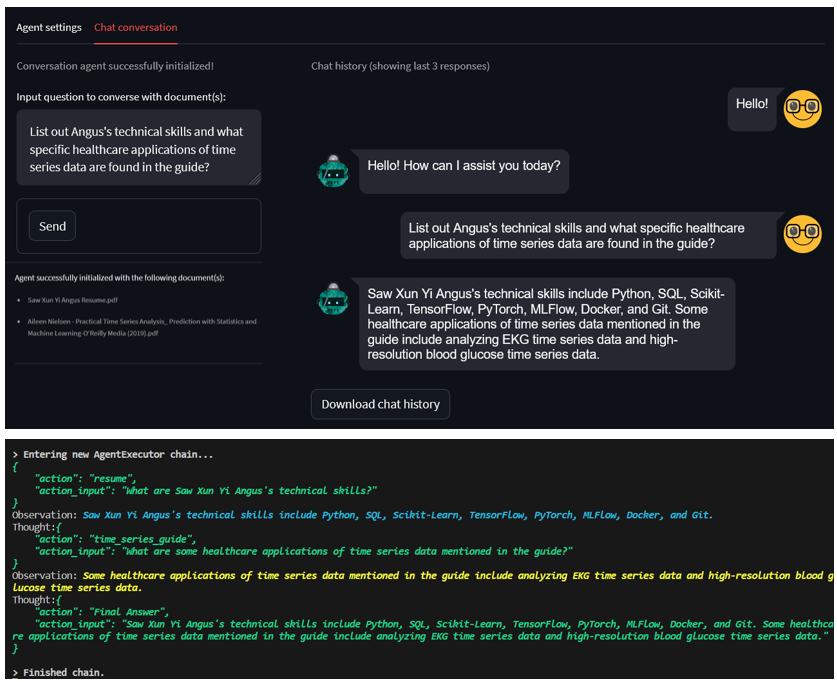 Agent settings
Chat conversation
Conversation agent successfully initialized!
Chat history (showing last 3 responses)
Input question to converse with document(s):
List out Angus's technical skills and what
specific healthcare applications of time
series data are found in the guide?
Send
Agent successfully initialized with the following document(s):
Saw Xun Yi Angus Resume.pdf
Aileen Nielsen - Practical Time Series Analysis_ Prediction with Statistics and
Machine Learning-O'Reilly Media (2019).pdf
Hello!
Hello! How can I assist you today?
List out Angus's technical skills and what specific healthcare
applications of time series data are found in the guide?
Saw Xun Yi Angus's technical skills include Python, SQL, Scikit-
Learn, TensorFlow, PyTorch, MLFlow, Docker, and Git. Some
healthcare applications of time series data mentioned in the
guide include analyzing EKG time series data and high-
resolution blood glucose time series data.
Download chat history
> Entering new AgentExecutor chain...
{
"action": "resume",
"action_input": "What are Saw Xun Yi Angus's technical skills?"
}
Observation: Saw Xun Yi Angus's technical skills include Python, SQL, Scikit-Learn, TensorFlow, PyTorch, MLFlow, Docker, and Git.
Thought:{
"action": "time_series_guide",
"action_input": "What are some healthcare applications of time series data mentioned in the guide?"
}
Observation: Some healthcare applications of time series data mentioned in the guide include analyzing EKG time series data and high-resolution blood g
lucose time series data.
Thought:{
"action": "Final Answer",
"action_input": "Saw Xun Yi Angus's technical skills include Python, SQL, Scikit-Learn, TensorFlow, PyTorch, MLFlow, Docker, and Git. Some healthca
re applications of time series data mentioned in the guide include analyzing EKG time series data and high-resolution blood glucose time series data."
}
> Finished chain.